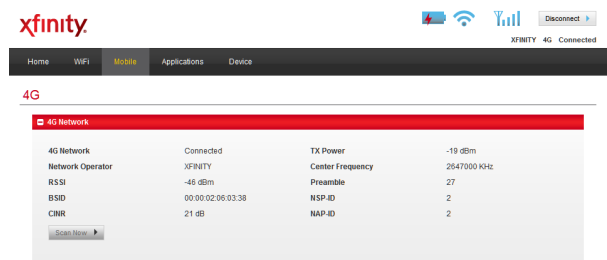 xfinity.
Disconnect
XFINITY 4G Connected
Home WiFi Mobile Applications Device
4G
4G Network
4G Network Connected TX Power -19 dBm
Network Operator XFINITY Center Frequency 2647000 KHz
RSSI -46 dBm Preamble 27
BSID 00:00:02:06:03:38 NSP-ID 2
CINR 21 dB NAP-ID 2
Scan Now